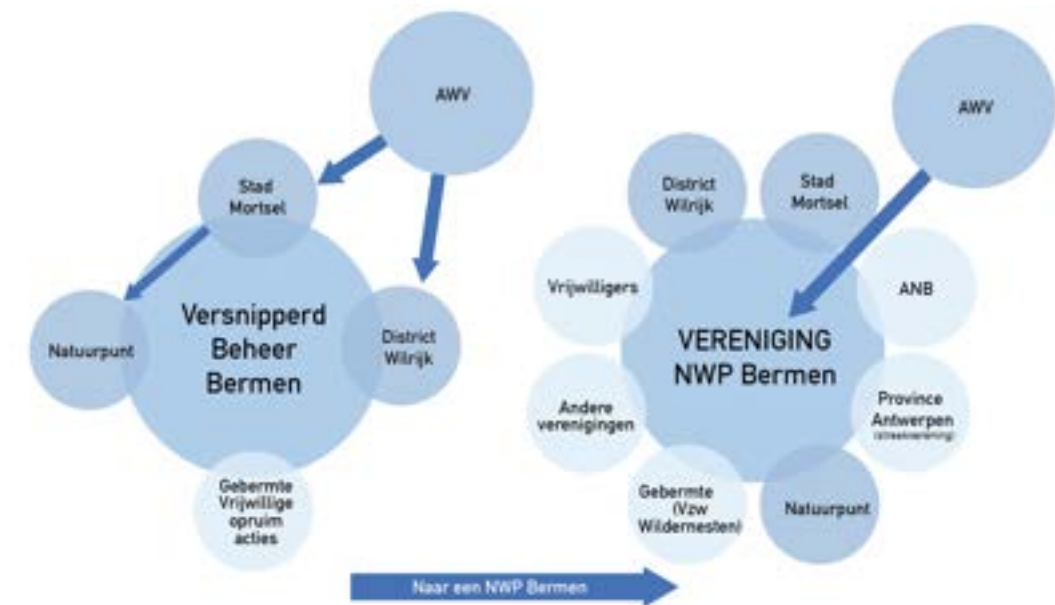 AWV
Stad
Mortsel
Natuurpunt
Versnipperd
Beheer
Bermen
District
Wilrijk
Gebermte
Vrijwillige
opruim
acties
AWV
District
Wilrijk
Stad
Mortsel
Vrijwilligers
ANB
VERENIGING
NWP Bermen
Andere
verenigingen
Province
Antwerpen
Gebermte
(Vzw
Wildernesten)
Natuurpunt
Naar een NWP Bermen